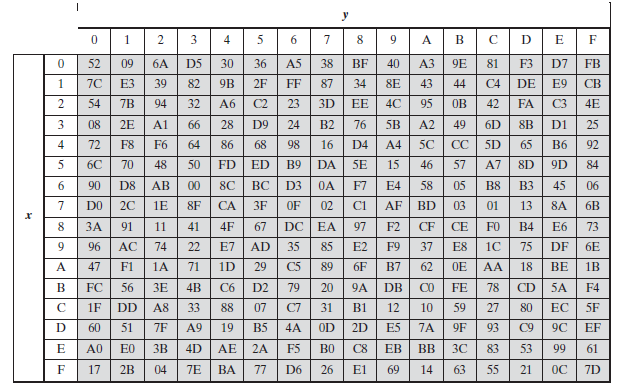 y
0 1 2 3 4 5 6 7 8 9 A B C D E F
0 52 09 6A D5 30 36 A5 38 BF 40 A3 9E 81 F3 D7 FB
1 7C E3 39 82 9B 2F FF 87 34 8E 43 44 C4 DE E9 CB
2 54 7B 94 32 A6 C2 23 3D EE 4C 95 0B 42 FA C3 4E
3 08 2E A1 66 28 D9 24 B2 76 5B A2 49 6D 8B D1 25
4 72 F8 F6 64 86 68 98 16 D4 A4 5C CC 5D 65 B6 92
5 6C 70 48 50 FD ED B9 DA 5E 15 46 57 A7 8D 9D 84
6 90 D8 AB 00 8C BC D3 0A F7 E4 58 05 B8 B3 45 06
7 D0 2C 1E 8F CA 3F 0F 02 C1 AF BD 03 01 13 8A 6B
x
8 3A 91 11 41 4F 67 DC EA 97 F2 CF CE F0 B4 E6 73
9 96 AC 74 22 E7 AD 35 85 E2 F9 37 E8 1C 75 DF 6E
A 47 F1 1A 71 1D 29 C5 89 6F B7 62 0E AA 18 BE 1B
B FC 56 3E 4B C6 D2 79 20 9A DB C0 FE 78 CD 5A F4
C 1F DD A8 33 88 07 C7 31 B1 12 10 59 27 80 EC 5F
D 60 51 7F A9 19 B5 4A 0D 2D E5 7A 9F 93 C9 9C EF
E A0 E0 3B 4D AE 2A F5 B0 C8 EB BB 3C 83 53 99 61
F 17 2B 04 7E BA 77 D6 26 E1 69 14 63 55 21 0C 7D